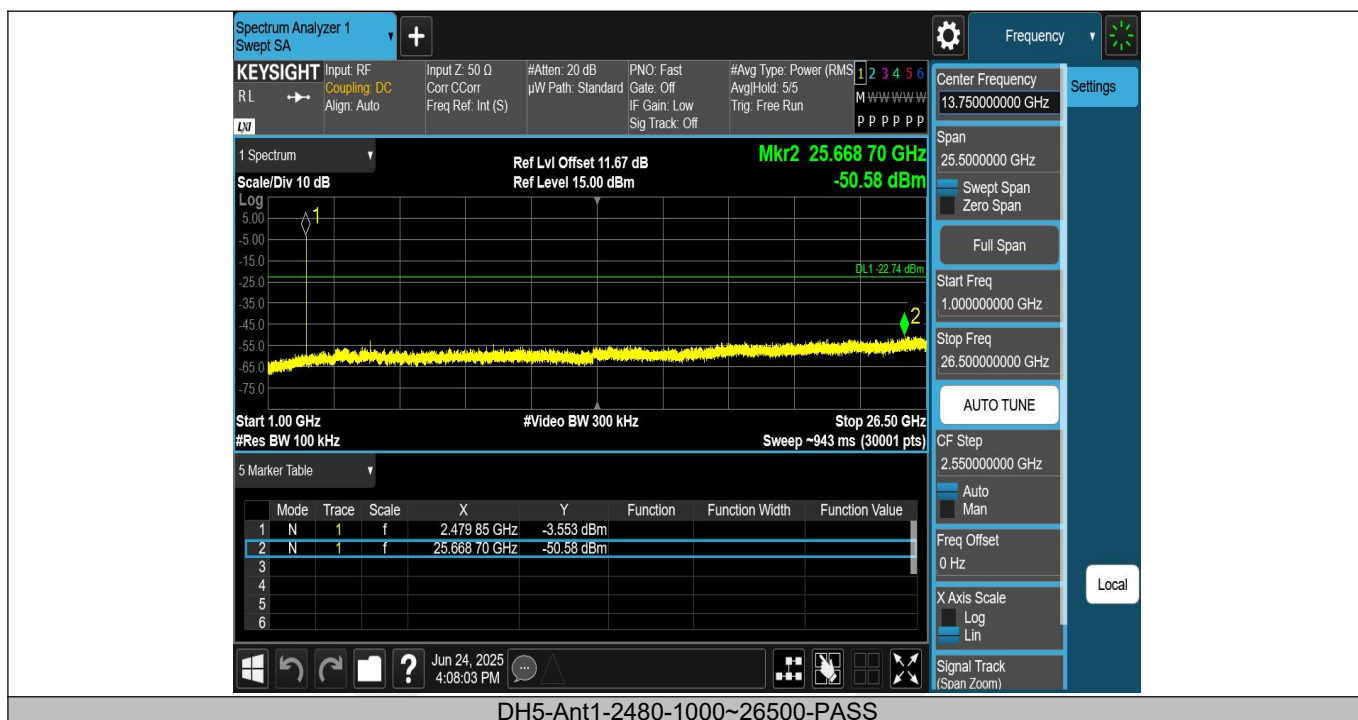 Spectrum Analyzer 1
Swept SA
Frequency
KEYSIGHT
R L
LXI
Input: RF
Coupling: DC
Align: Auto
Input Z: 50 Ω
Corr CCorr
Freq Ref: Int (S)
#Atten: 20 dB
µW Path: Standard
PNO: Fast
Gate: Off
IF Gain: Low
Sig Track: Off
#Avg Type: Power (RMS
Avg|Hold: 5/5
Trig: Free Run
1 2 3 4 5 6
M W W W W W
P P P P P P
1 Spectrum
Scale/Div 10 dB
Ref Lvl Offset 11.67 dB
Ref Level 15.00 dBm
Mkr2 25.668 70 GHz
-50.58 dBm
Log
5.00
-5.00
-15.0
-25.0
-35.0
-45.0
-55.0
-65.0
-75.0
1
DL1 -22.74 dBm
2
Start 1.00 GHz
#Video BW 300 kHz
Stop 26.50 GHz
#Res BW 100 kHz
Sweep ~943 ms (30001 pts)
5 Marker Table
Mode Trace Scale X Y Function Function Width Function Value
1 N 1 f 2.479 85 GHz -3.553 dBm
2 N 1 f 25.668 70 GHz -50.58 dBm
3
4
5
6
Jun 24, 2025
4:08:03 PM
Center Frequency
13.750000000 GHz
Settings
Span
25.5000000 GHz
Swept Span
Zero Span
Full Span
Start Freq
1.000000000 GHz
Stop Freq
26.500000000 GHz
AUTO TUNE
CF Step
2.550000000 GHz
Auto
Man
Freq Offset
0 Hz
X Axis Scale
Log
Lin
Local
Signal Track
(Span Zoom)
DH5-Ant1-2480-1000~26500-PASS